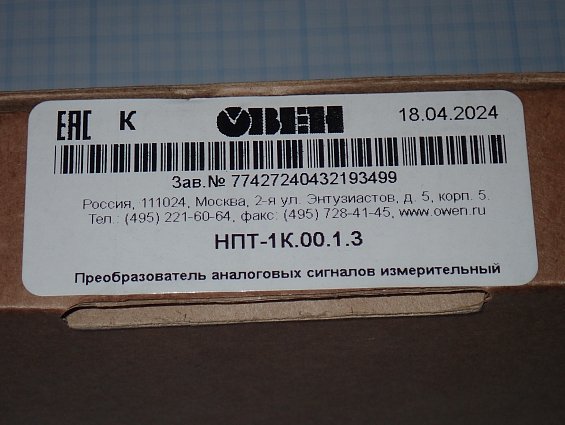 EAC К ОВЕН 18.04.2024
Зав.№ 77427240432193499
Россия, 111024, Москва, 2-я ул. Энтузиастов, д. 5, корп. 5.
Тел.: (495) 221-60-64, факс: (495) 728-41-45, www.owen.ru
НПТ-1К.00.1.3
Преобразователь аналоговых сигналов измерительный